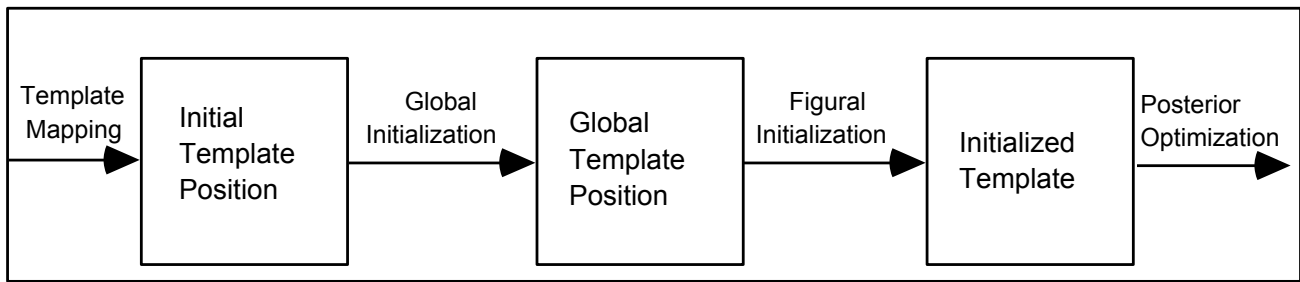 Template
Mapping
Initial
Template
Position
Global
Initialization
Global
Template
Position
Figural
Initialization
Initialized
Template
Posterior
Optimization